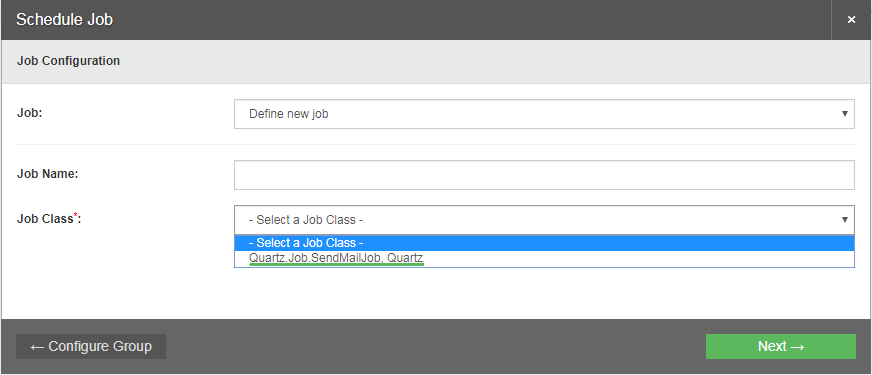 Schedule Job ×
Job Configuration
Job: Define new job
Job Name:
Job Class*: - Select a Job Class -
- Select a Job Class -
Quartz.Job.SendMailJob, Quartz
← Configure Group Next →